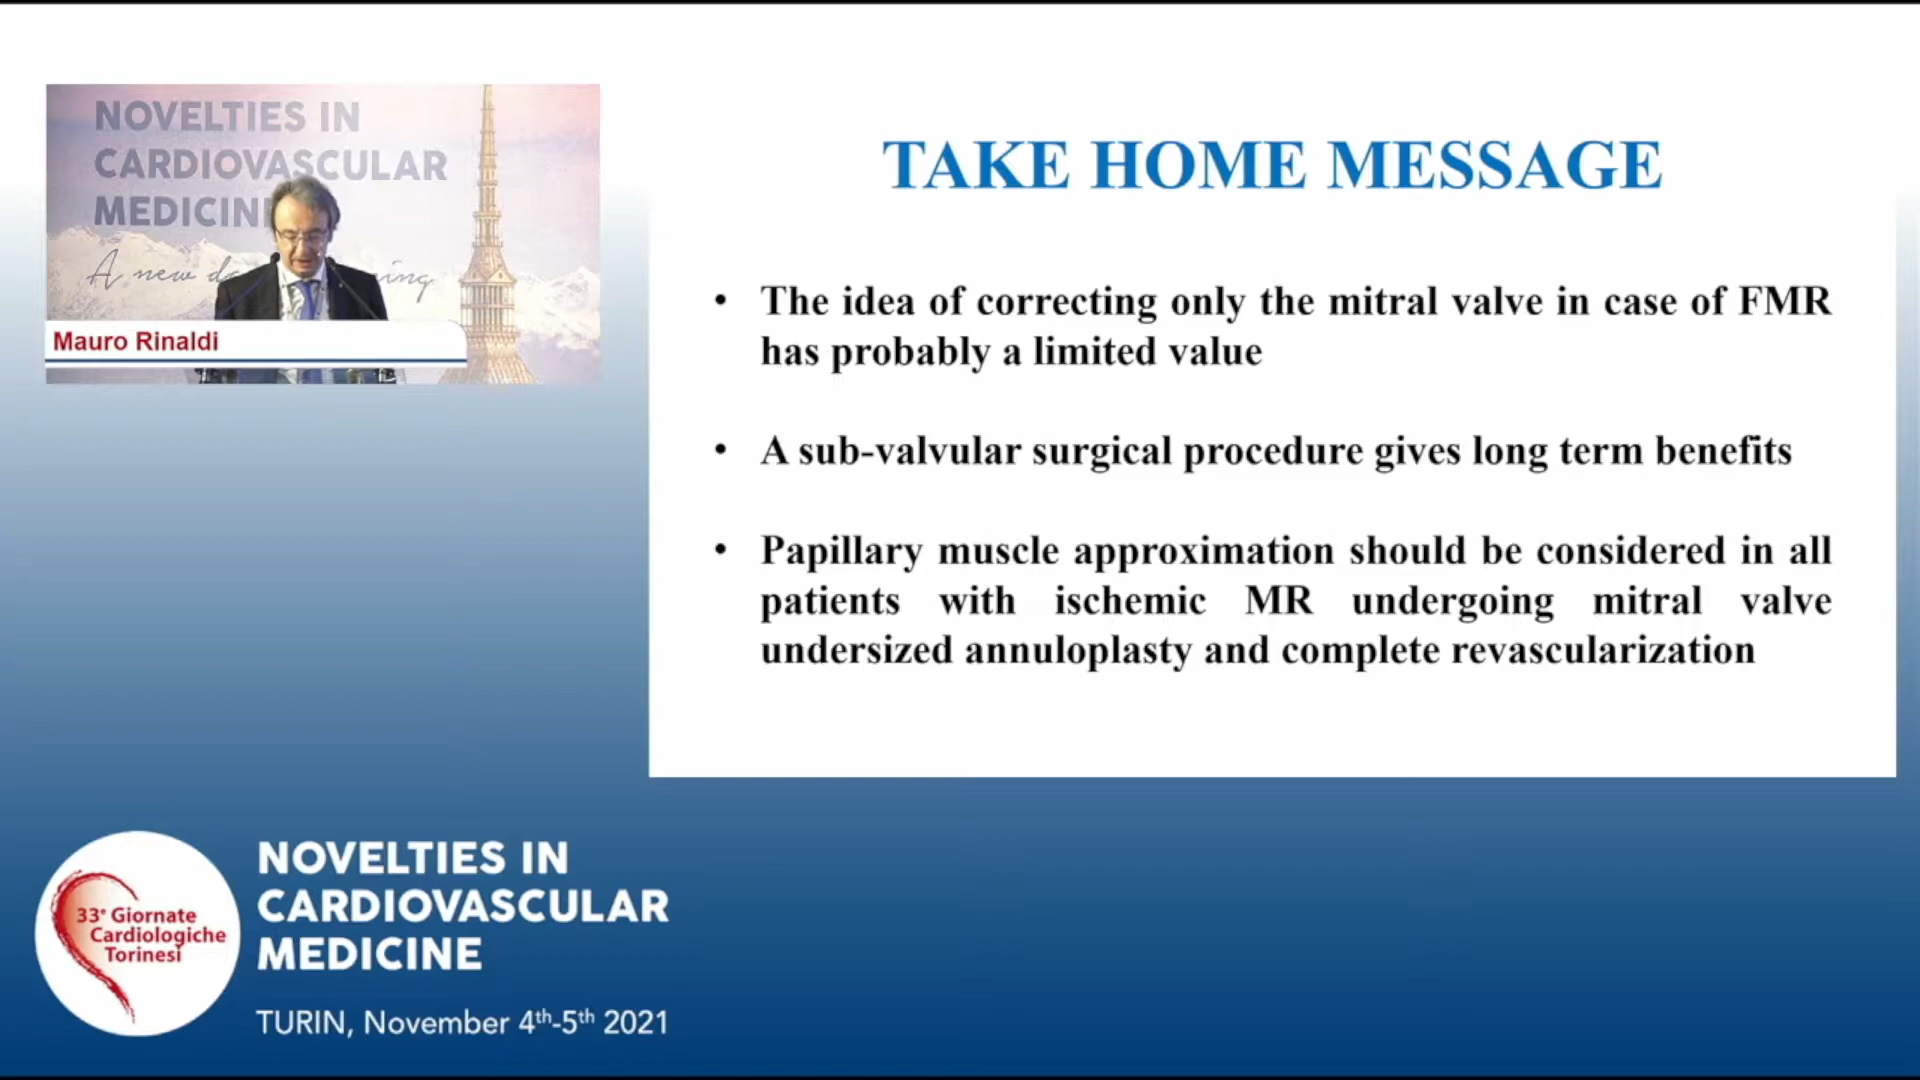 NOVELTIES IN
CARDIOVASCULAR
MEDICIN
A new d
ing
Mauro Rinaldi
TAKE HOME MESSAGE
• The idea of correcting only the mitral valve in case of FMR
has probably a limited value
• A sub-valvular surgical procedure gives long term benefits
• Papillary muscle approximation should be considered in all
patients with ischemic MR undergoing mitral valve
undersized annuloplasty and complete revascularization
33° Giornate
Cardiologiche
Torinesi
NOVELTIES IN
CARDIOVASCULAR
MEDICINE
TURIN, November 4th-5th 2021